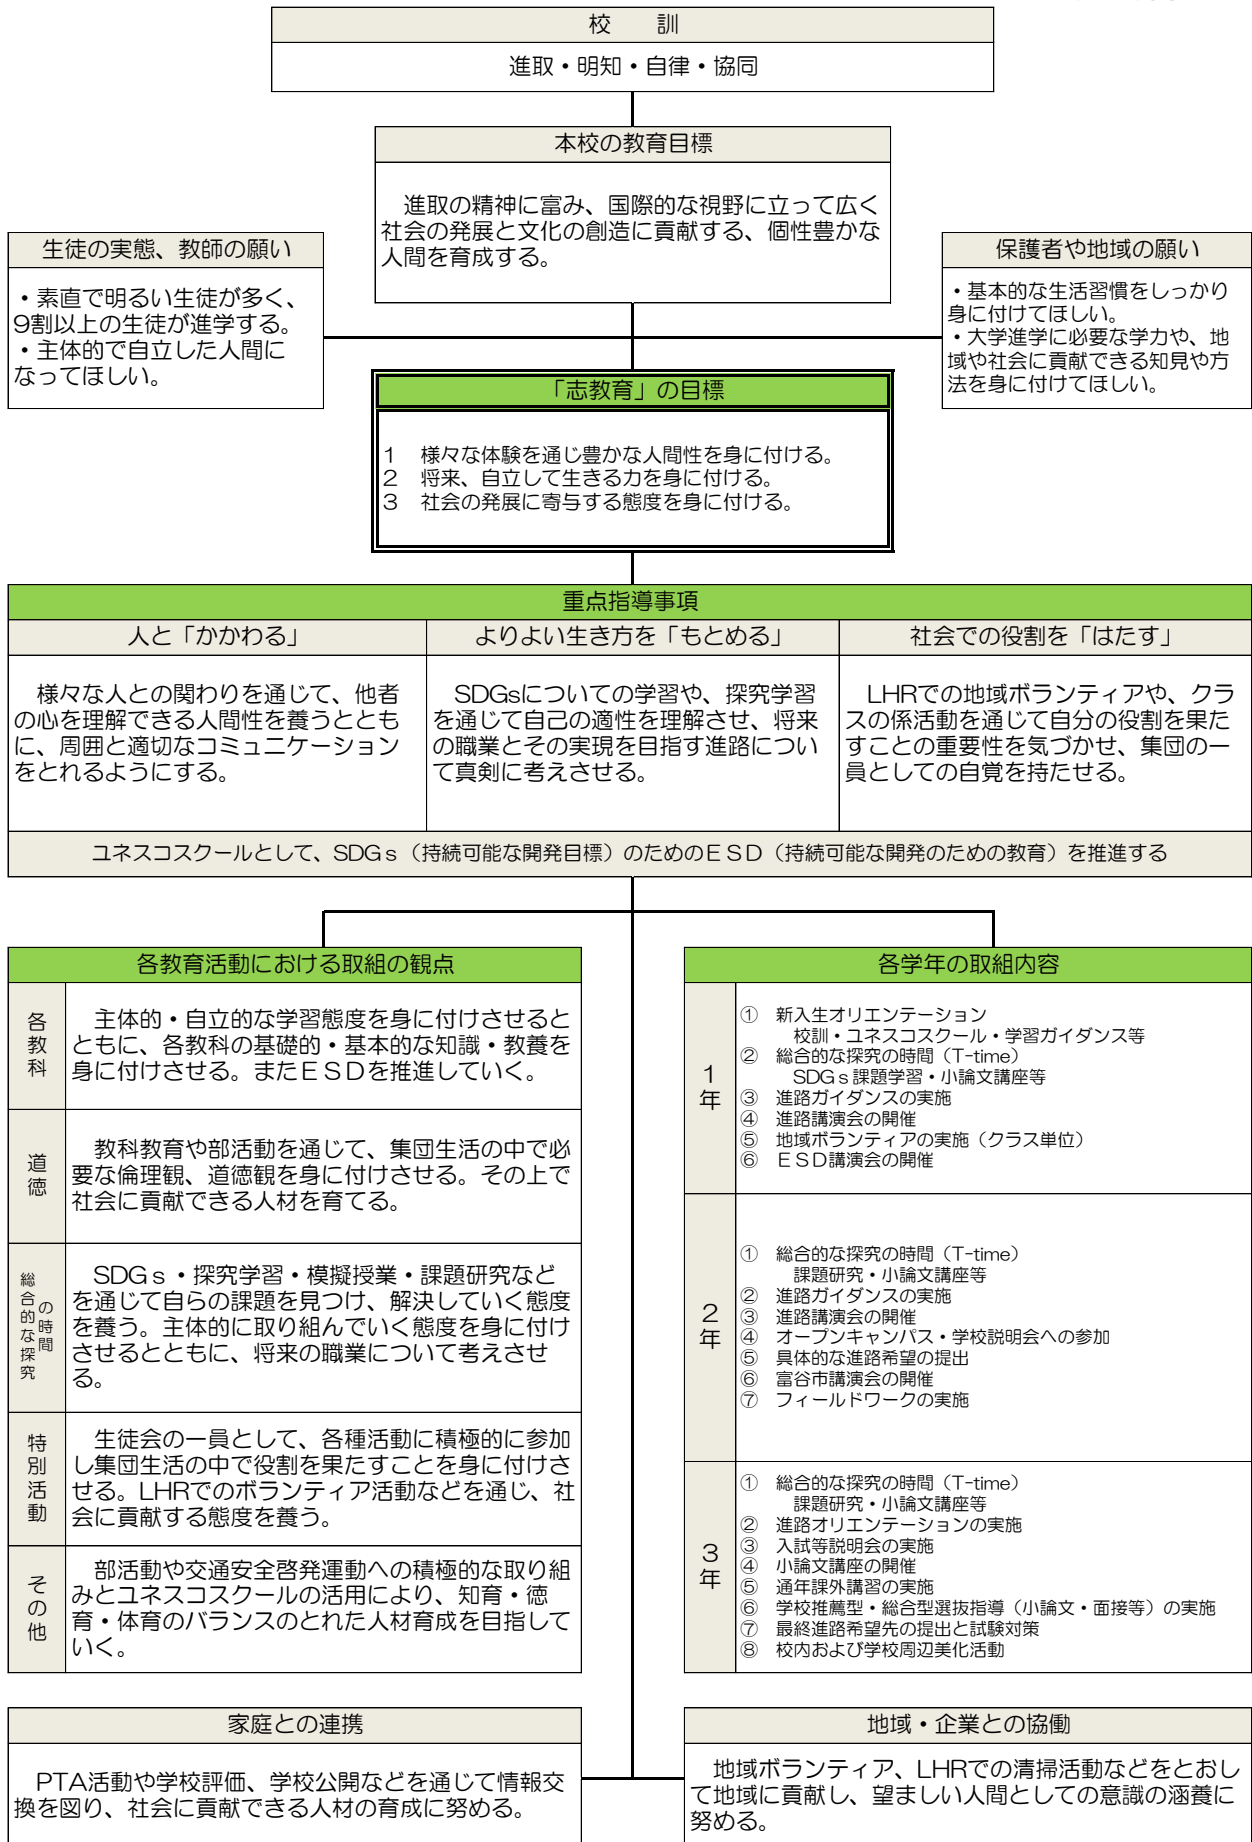 校　訓
進取・明知・自律・協同
本校の教育目標
進取の精神に富み、国際的な視野に立って広く
社会の発展と文化の創造に貢献する、個性豊かな
人間を育成する。
生徒の実態、教師の願い
・素直で明るい生徒が多く、
9割以上の生徒が進学する。
・主体的で自立した人間に
なってほしい。
保護者や地域の願い
・基本的な生活習慣をしっかり
身に付けてほしい。
・大学進学に必要な学力や、地
域や社会に貢献できる知見や方
法を身に付けてほしい。
「志教育」の目標
1　様々な体験を通じ豊かな人間性を身に付ける。
2　将来、自立して生きる力を身に付ける。
3　社会の発展に寄与する態度を身に付ける。
重点指導事項
人と「かかわる」
様々な人との関わりを通じて、他者
の心を理解できる人間性を養うととも
に、周囲と適切なコミュニケーション
をとれるようにする。
よりよい生き方を「もとめる」
SDGsについての学習や、探究学習
を通じて自己の適性を理解させ、将来
の職業とその実現を目指す進路につい
て真剣に考えさせる。
社会での役割を「はたす」
LHRでの地域ボランティアや、クラ
スの係活動を通じて自分の役割を果た
すことの重要性を気づかせ、集団の一
員としての自覚を持たせる。
ユネスコスクールとして、SDGｓ（持続可能な開発目標）のためのＥＳＤ（持続可能な開発のための教育）を推進する
各教育活動における取組の観点
各教科
主体的・自立的な学習態度を身に付けさせると
ともに、各教科の基礎的・基本的な知識・教養を
身に付けさせる。またＥＳＤを推進していく。
道徳
教科教育や部活動を通じて、集団生活の中で必
要な倫理観、道徳観を身に付けさせる。その上で
社会に貢献できる人材を育てる。
総合的な探究
の時間
SDGｓ・探究学習・模擬授業・課題研究など
を通じて自らの課題を見つけ、解決していく態度
を養う。主体的に取り組んでいく態度を身に付け
させるとともに、将来の職業について考えさせ
る。
特別活動
生徒会の一員として、各種活動に積極的に参加
し集団生活の中で役割を果たすことを身に付けさ
せる。LHRでのボランティア活動などを通じ、社
会に貢献する態度を養う。
その他
部活動や交通安全啓発運動への積極的な取り組
みとユネスコスクールの活用により、知育・徳
育・体育のバランスのとれた人材育成を目指して
いく。
各学年の取組内容
1年
①　新入生オリエンテーション
校訓・ユネスコスクール・学習ガイダンス等
②　総合的な探究の時間（T-time）
SDGｓ課題学習・小論文講座等
③　進路ガイダンスの実施
④　進路講演会の開催
⑤　地域ボランティアの実施（クラス単位）
⑥　ＥＳＤ講演会の開催
2年
①　総合的な探究の時間（T-time）
課題研究・小論文講座等
②　進路ガイダンスの実施
③　進路講演会の開催
④　オープンキャンパス・学校説明会への参加
⑤　具体的な進路希望の提出
⑥　富谷市講演会の開催
⑦　フィールドワークの実施
3年
①　総合的な探究の時間（T-time）
課題研究・小論文講座等
②　進路オリエンテーションの実施
③　入試等説明会の実施
④　小論文講座の開催
⑤　通年課外講習の実施
⑥　学校推薦型・総合型選抜指導（小論文・面接等）の実施
⑦　最終進路希望先の提出と試験対策
⑧　校内および学校周辺美化活動
家庭との連携
PTA活動や学校評価、学校公開などを通じて情報交
換を図り、社会に貢献できる人材の育成に努める。
地域・企業との協働
地域ボランティア、LHRでの清掃活動などをとおし
て地域に貢献し、望ましい人間としての意識の涵養に
努める。